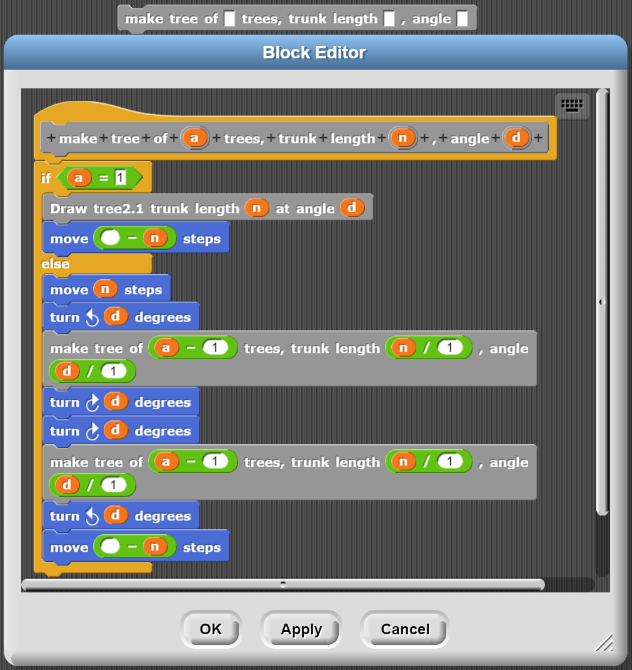 make tree of trees, trunk length , angle
Block Editor
+ make + tree + of + a + trees, + trunk + length + n + , + angle + d +
if a = 1
Draw tree2.1 trunk length n at angle d
move - n steps
else
move n steps
turn d degrees
make tree of a - 1 trees, trunk length n / 1 , angle
d / 1
turn d degrees
turn d degrees
make tree of a - 1 trees, trunk length n / 1 , angle
d / 1
turn d degrees
move - n steps
OK Apply Cancel